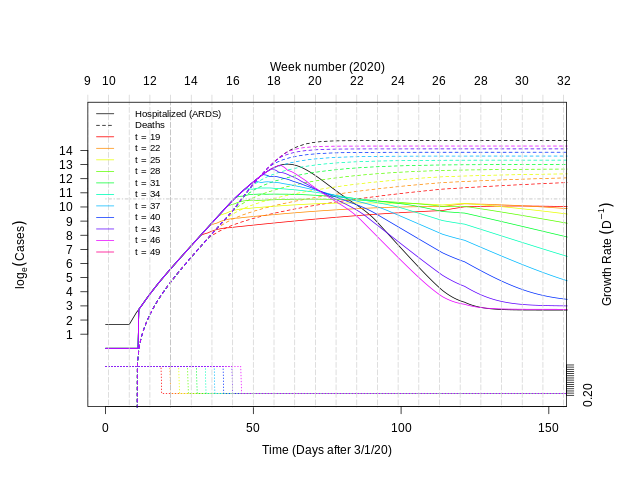 Week number (2020)
9 10 12 14 16 18 20 22 24 26 28 30 32
Hospitalized (ARDS)
Deaths
t = 19
t = 22
t = 25
t = 28
t = 31
t = 34
t = 37
t = 40
t = 43
t = 46
t = 49
14
13
12
11
10
9
8
7
6
5
4
3
2
1
logₑ(Cases)
Growth Rate (D⁻¹)
0.20
0 50 100 150
Time (Days after 3/1/20)